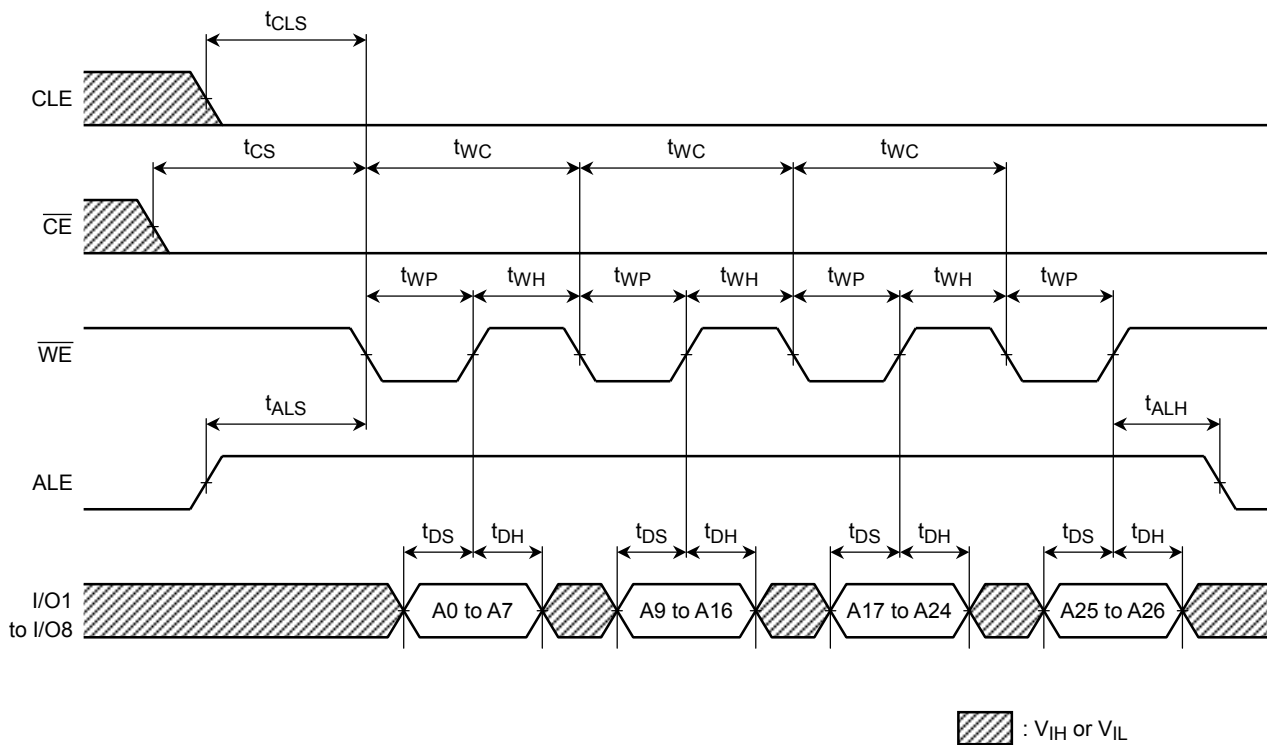 tCLS
CLE
tCS tWC tWC tWC
CE
tWP tWH tWP tWH tWP tWH tWP
WE
tALS tALH
ALE
tDS tDH tDS tDH tDS tDH tDS tDH
I/O1
to I/O8
A0 to A7 A9 to A16 A17 to A24 A25 to A26
: VIH or VIL